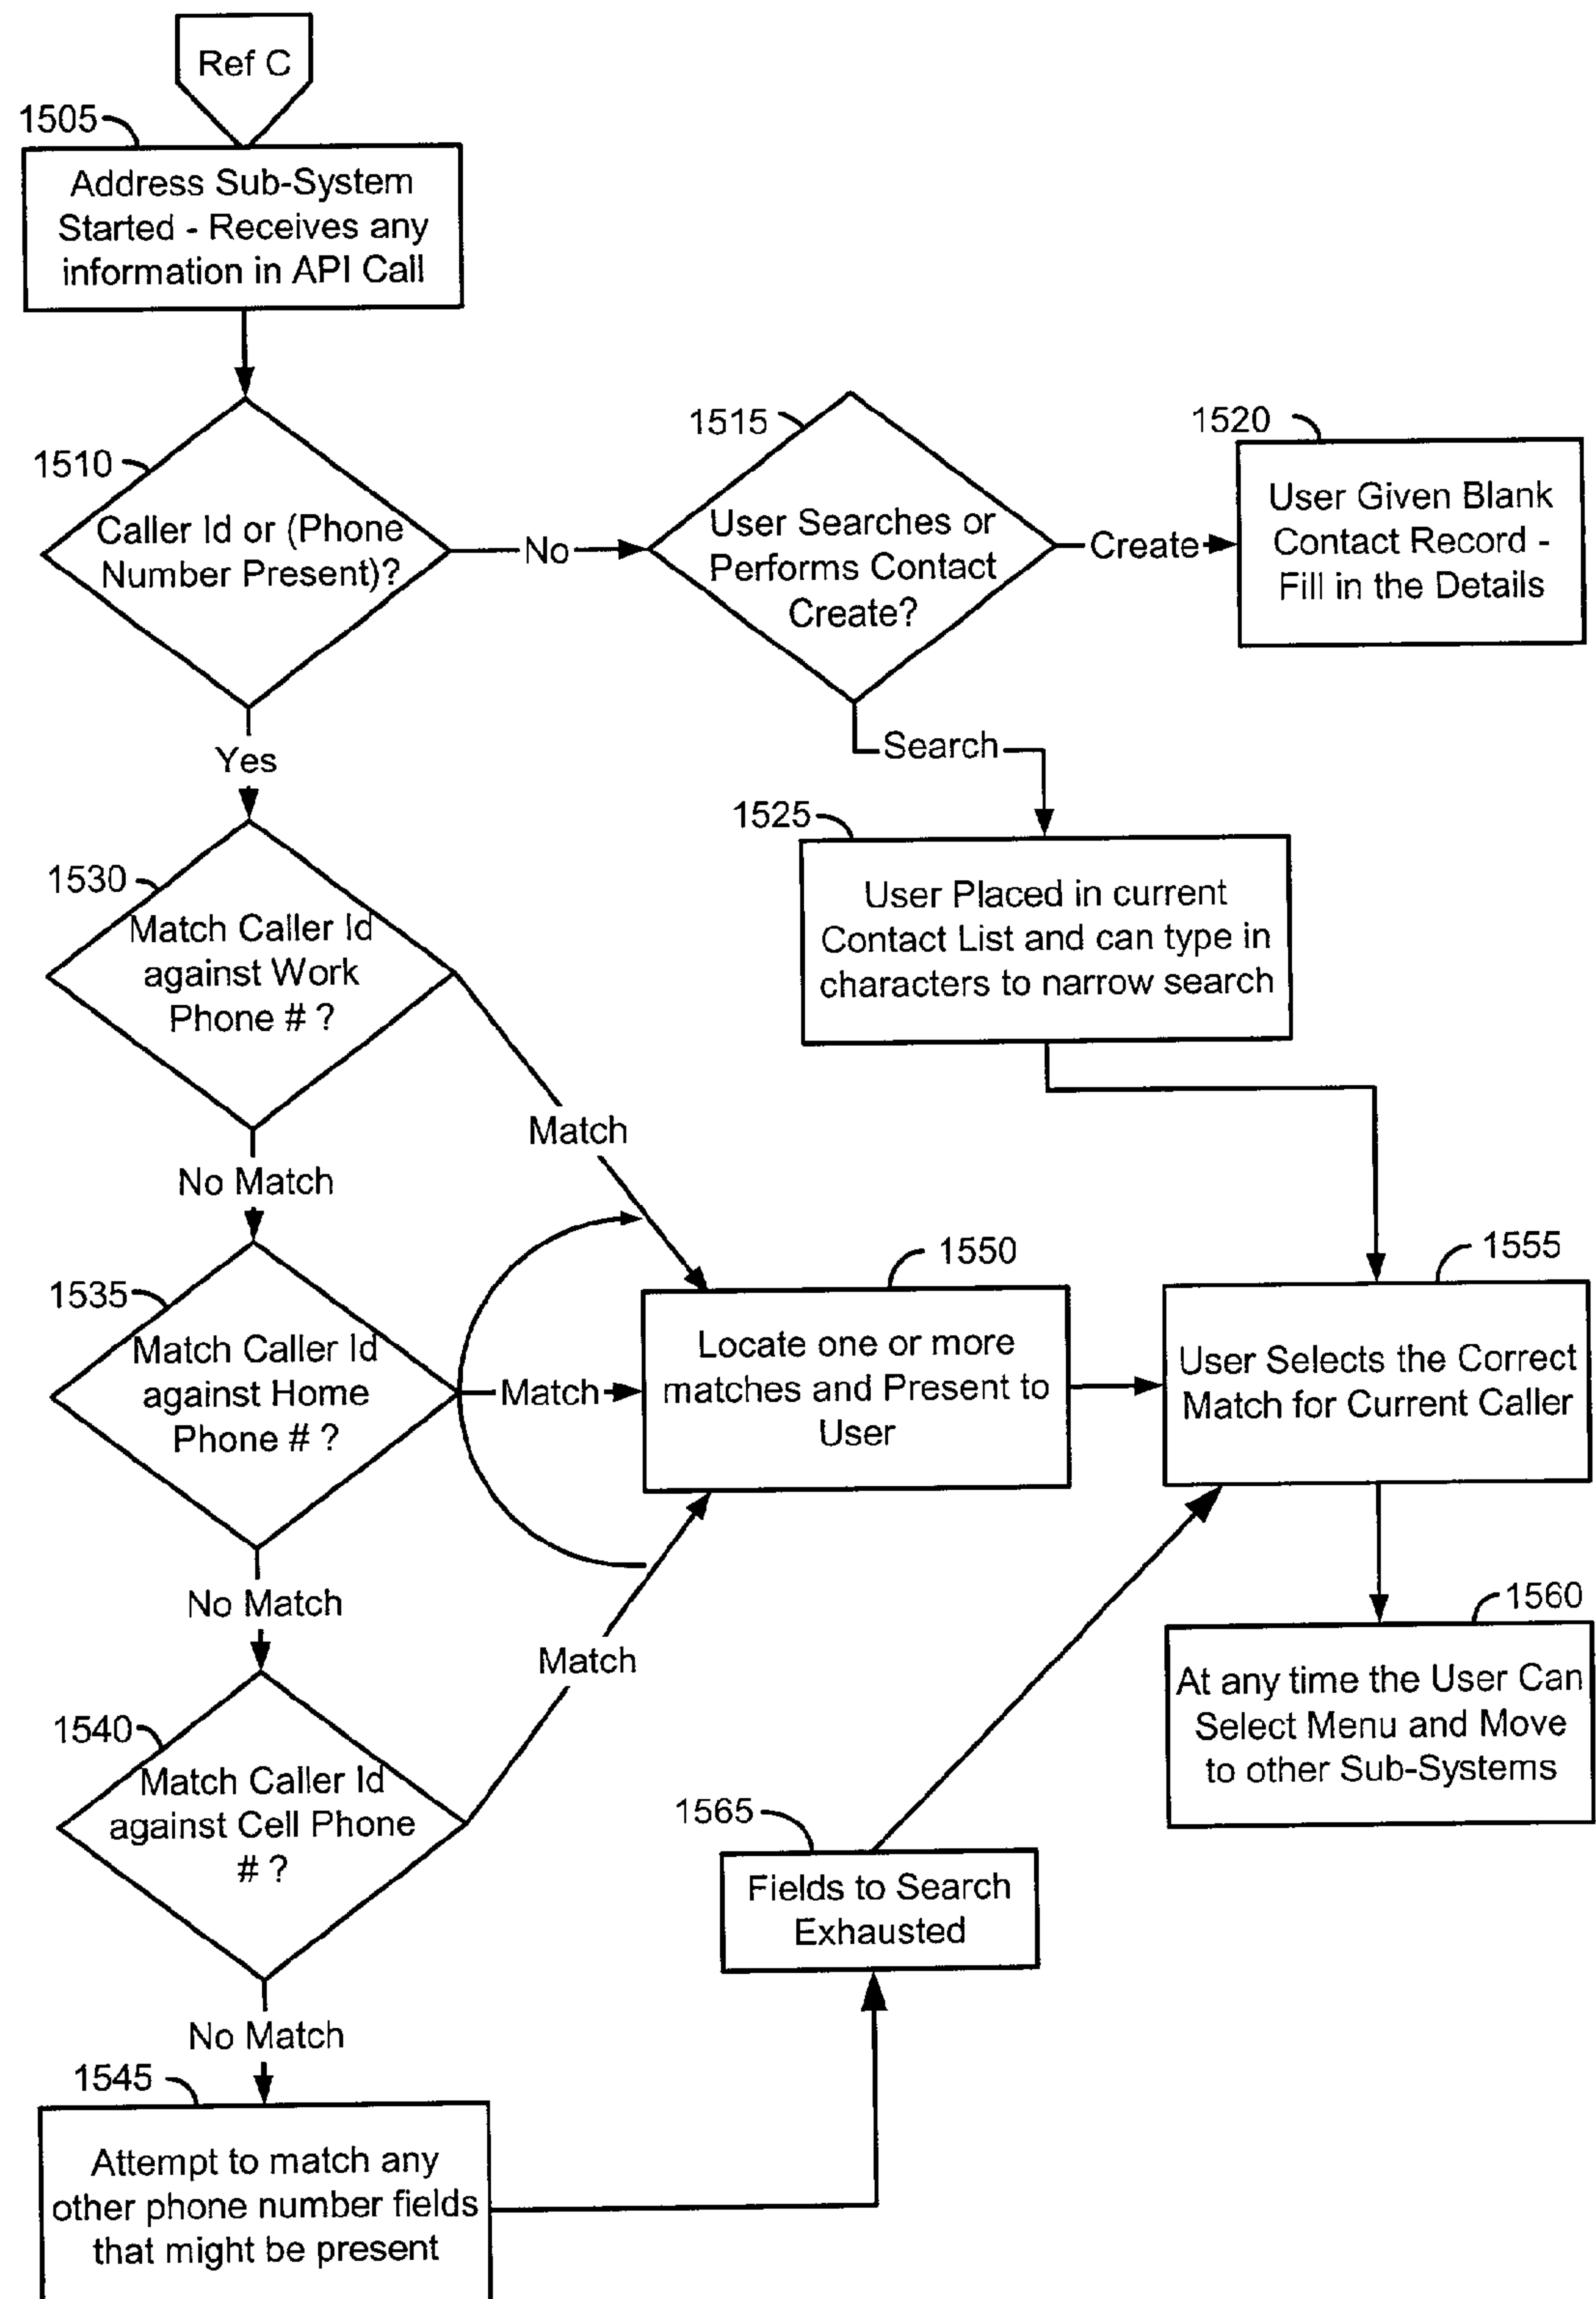 Ref C
1505
Address Sub-System
Started - Receives any
information in API Call
1510
Caller Id or (Phone
Number Present)?
No
1515
User Searches or
Performs Contact
Create?
Create
1520
User Given Blank
Contact Record -
Fill in the Details
Yes
Search
1525
User Placed in current
Contact List and can type in
characters to narrow search
1530
Match Caller Id
against Work
Phone # ?
Match
No Match
1535
Match Caller Id
against Home
Phone # ?
Match
1550
Locate one or more
matches and Present to
User
1555
User Selects the Correct
Match for Current Caller
No Match
1560
At any time the User Can
Select Menu and Move
to other Sub-Systems
1540
Match Caller Id
against Cell Phone
# ?
Match
1565
Fields to Search
Exhausted
No Match
1545
Attempt to match any
other phone number fields
that might be present